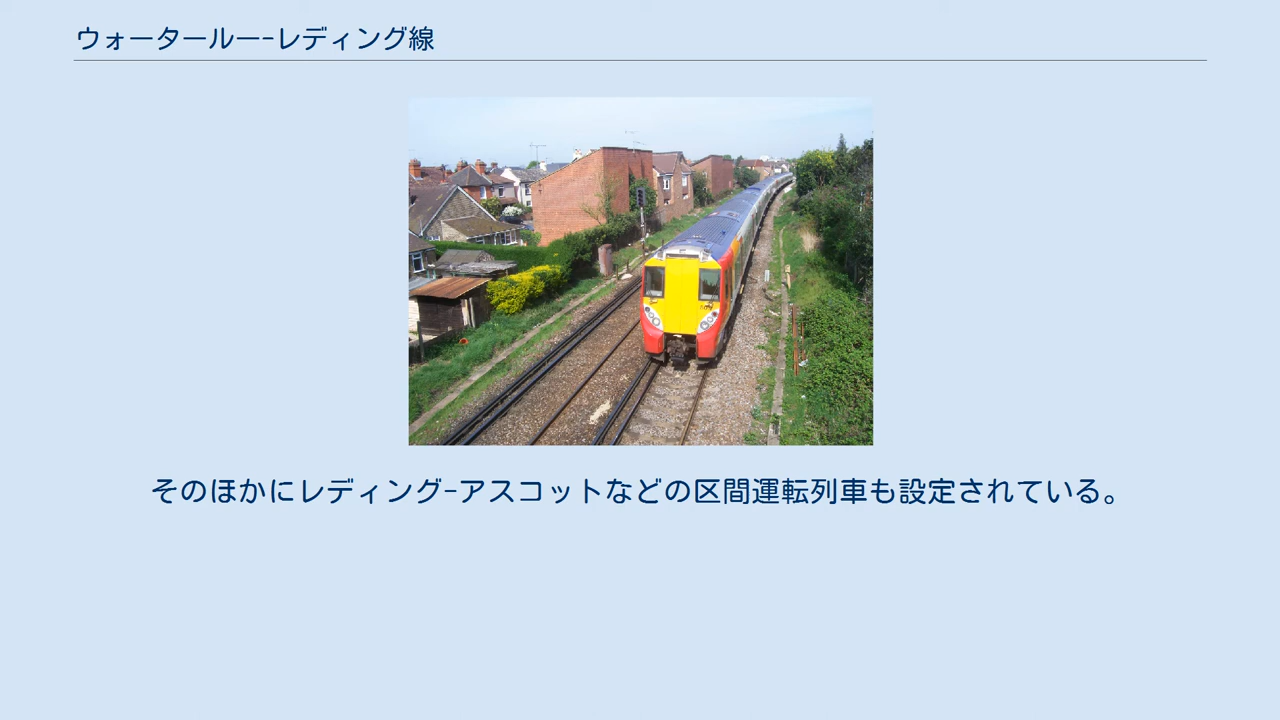 ウォータールー-レディング線
そのほかにレディング-アスコットなどの区間運転列車も設定されている。